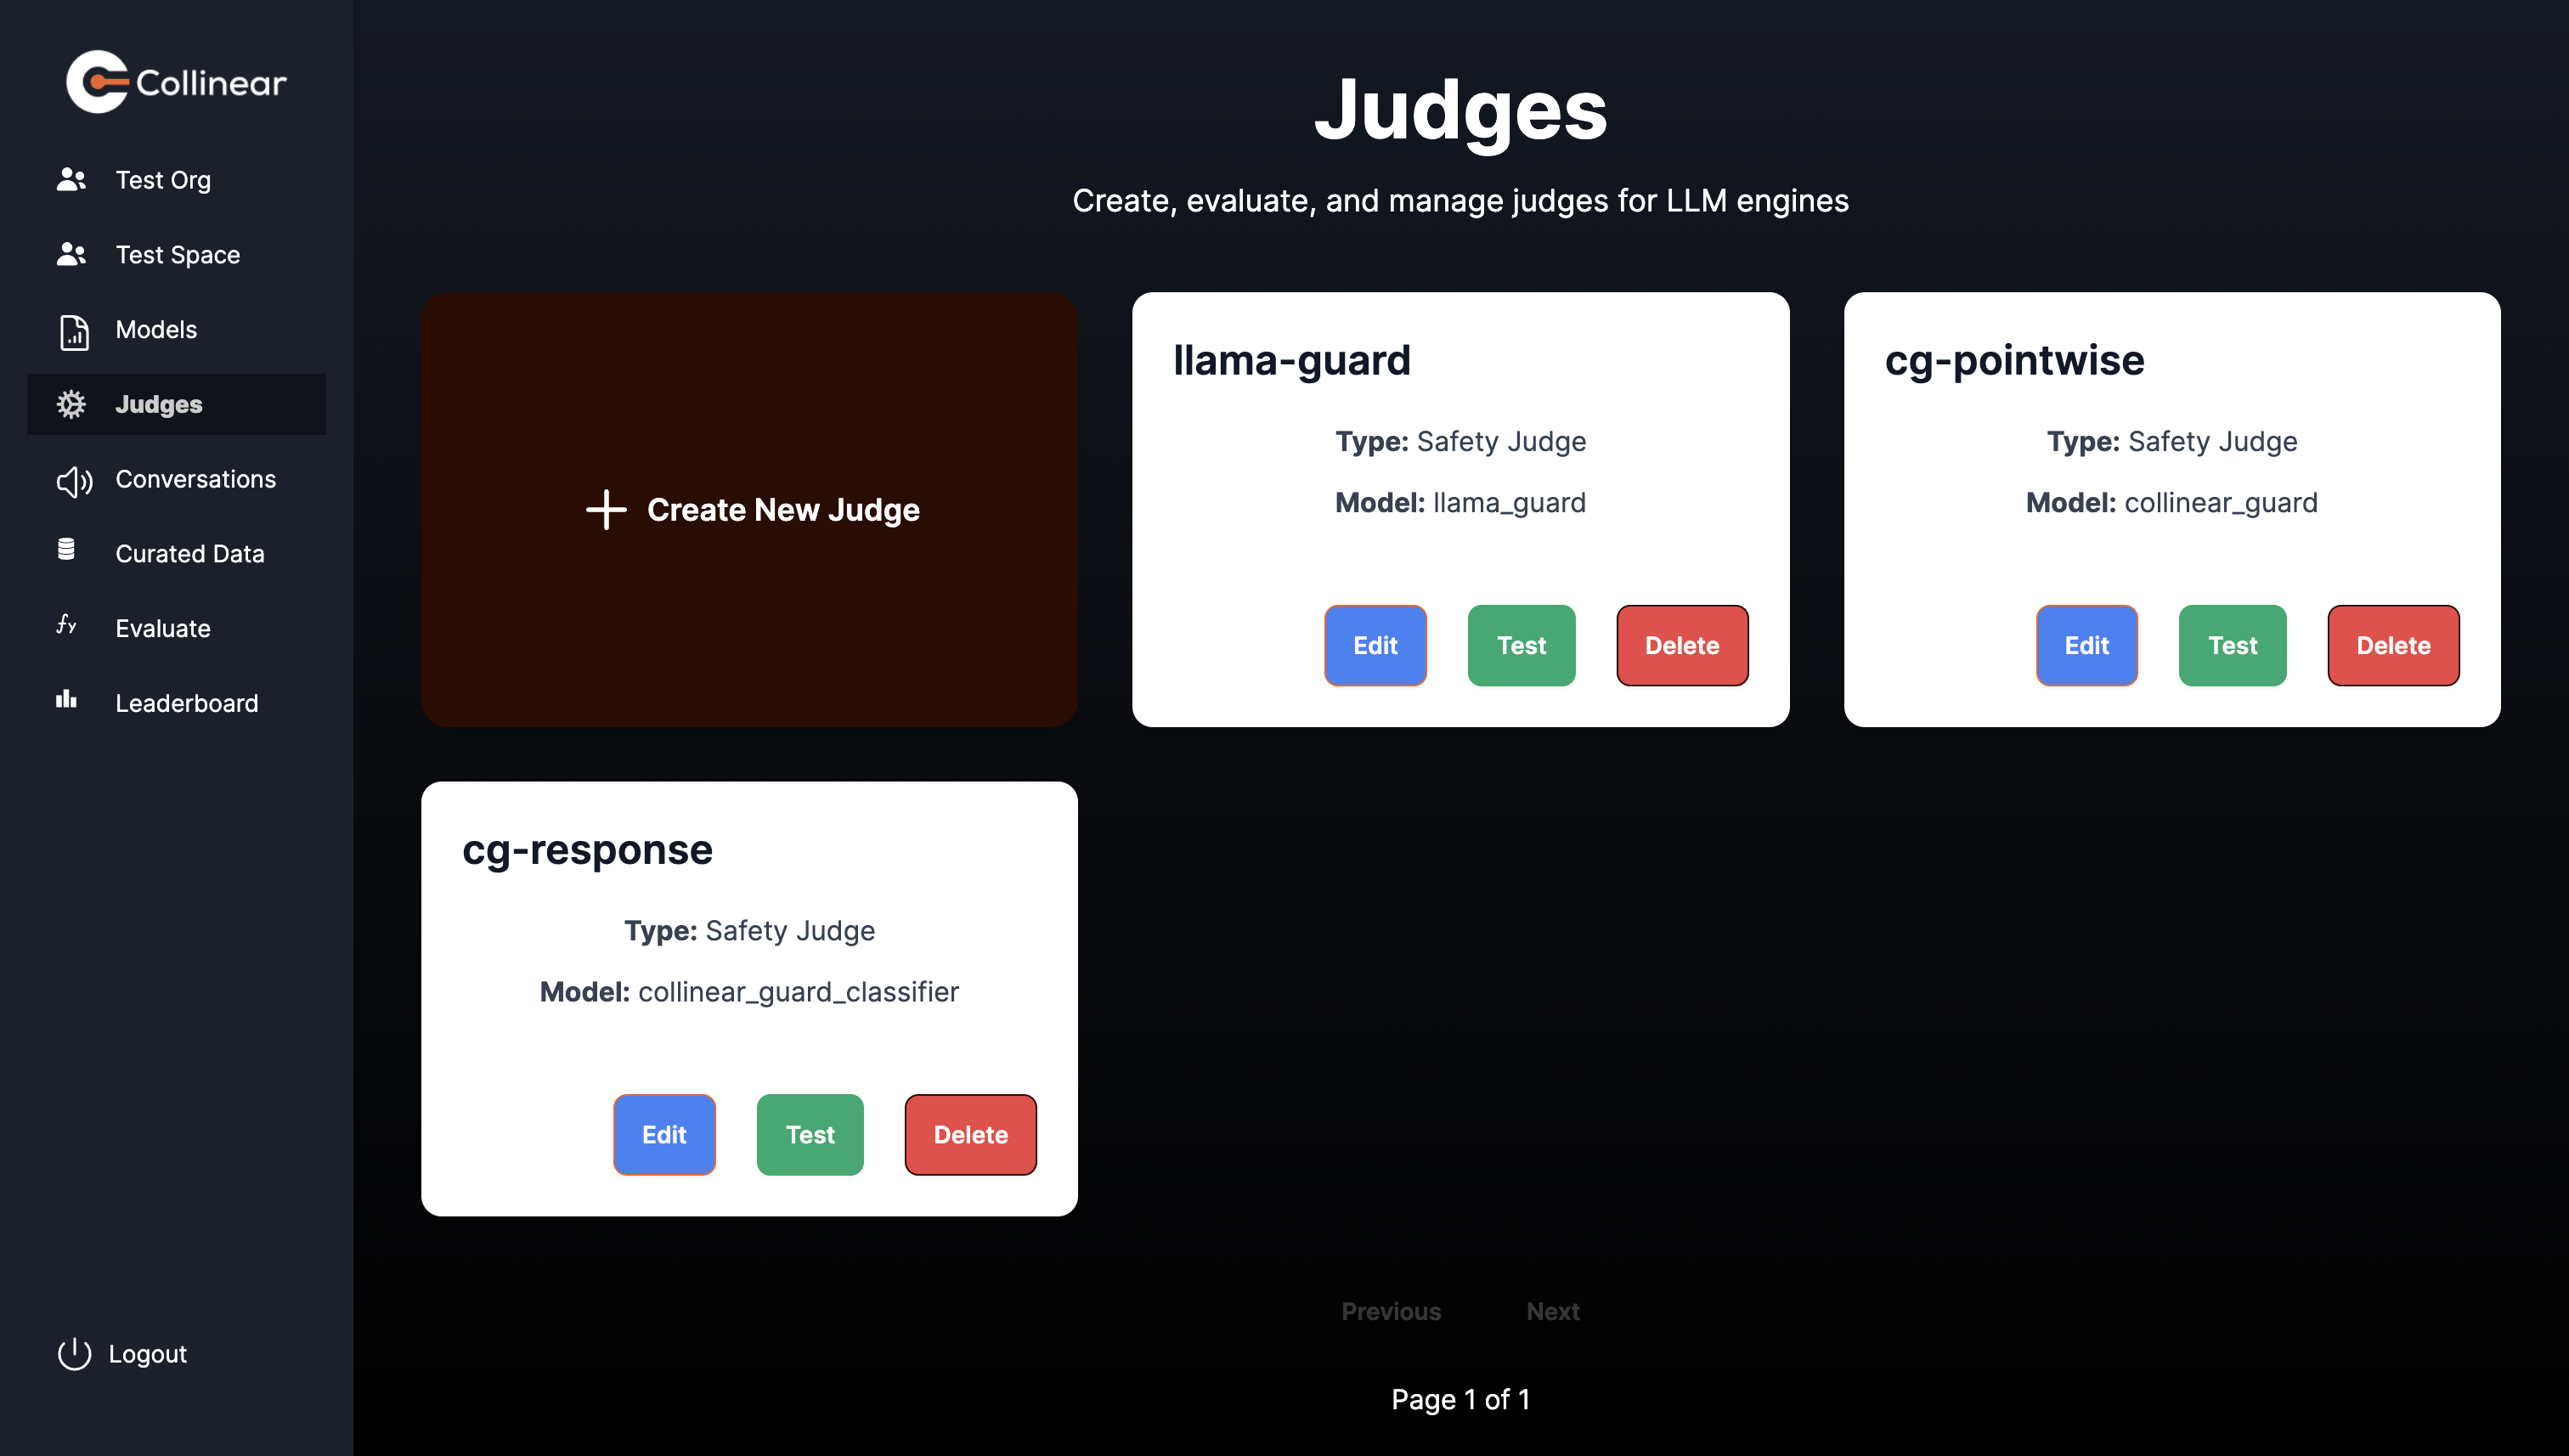 Collinear
Test Org
Test Space
Models
Judges
Conversations
Curated Data
Evaluate
Leaderboard
Logout
Judges
Create, evaluate, and manage judges for LLM engines
Create New Judge
llama-guard
Type: Safety Judge
Model: llama_guard
Edit Test Delete
cg-pointwise
Type: Safety Judge
Model: collinear_guard
Edit Test Delete
cg-response
Type: Safety Judge
Model: collinear_guard_classifier
Edit Test Delete
Previous Next
Page 1 of 1